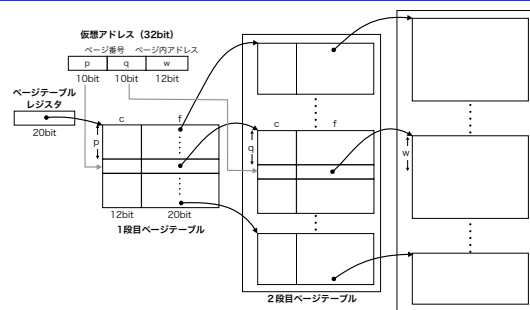 仮想アドレス（32bit）
ページ番号 ページ内アドレス
p q w
10bit 10bit 12bit
ページテーブル
レジスタ
20bit
c f
p
12bit 20bit
1段目ページテーブル
c f
q
2段目ページテーブル
w